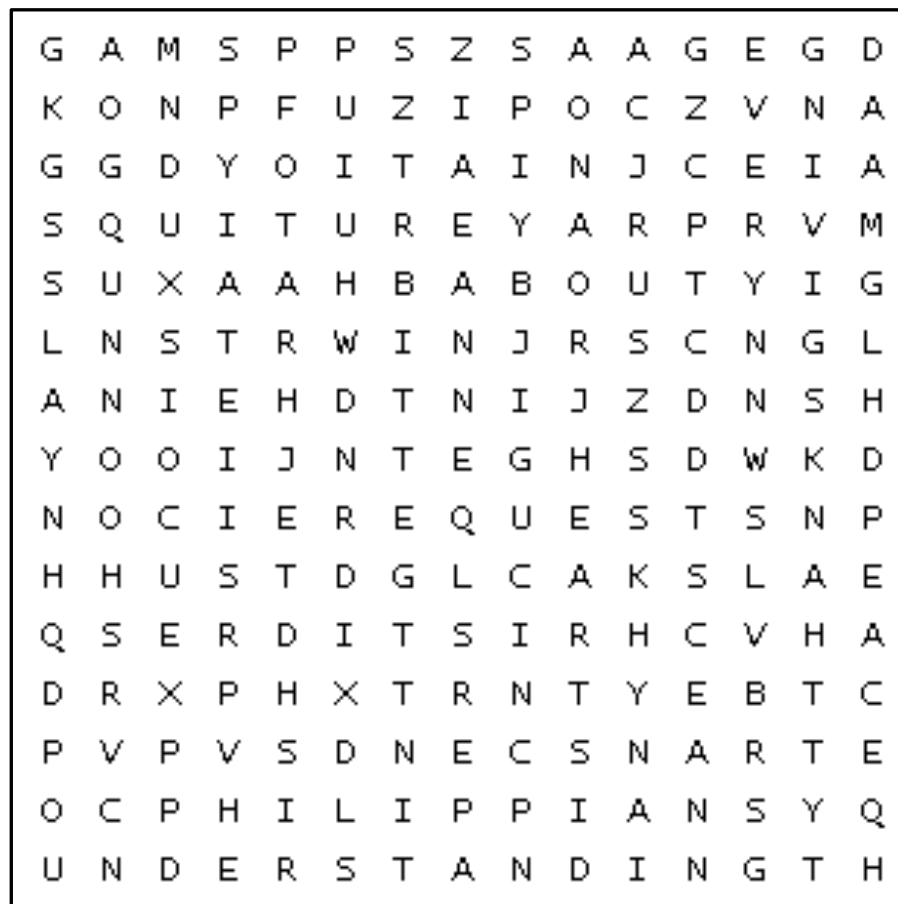 G A M S P P S Z S A A G E G D
K O N P F U Z I P O C Z V N A
G G D Y O I T A I N J C E I A
S Q U I T U R E Y A R P R V M
S U X A A H B A B O U T Y I G
L N S T R W I N J R S C N G L
A N I E H D T N I J Z D N S H
Y O O I J N T E G H S D W K D
N O C I E R E Q U E S T S N P
H H U S T D G L C A K S L A E
Q S E R D I T S I R H C V H A
D R X P H X T R N T Y E B T C
P V P V S D N E C S N A R T E
O C P H I L I P P I A N S Y Q
U N D E R S T A N D I N G T H